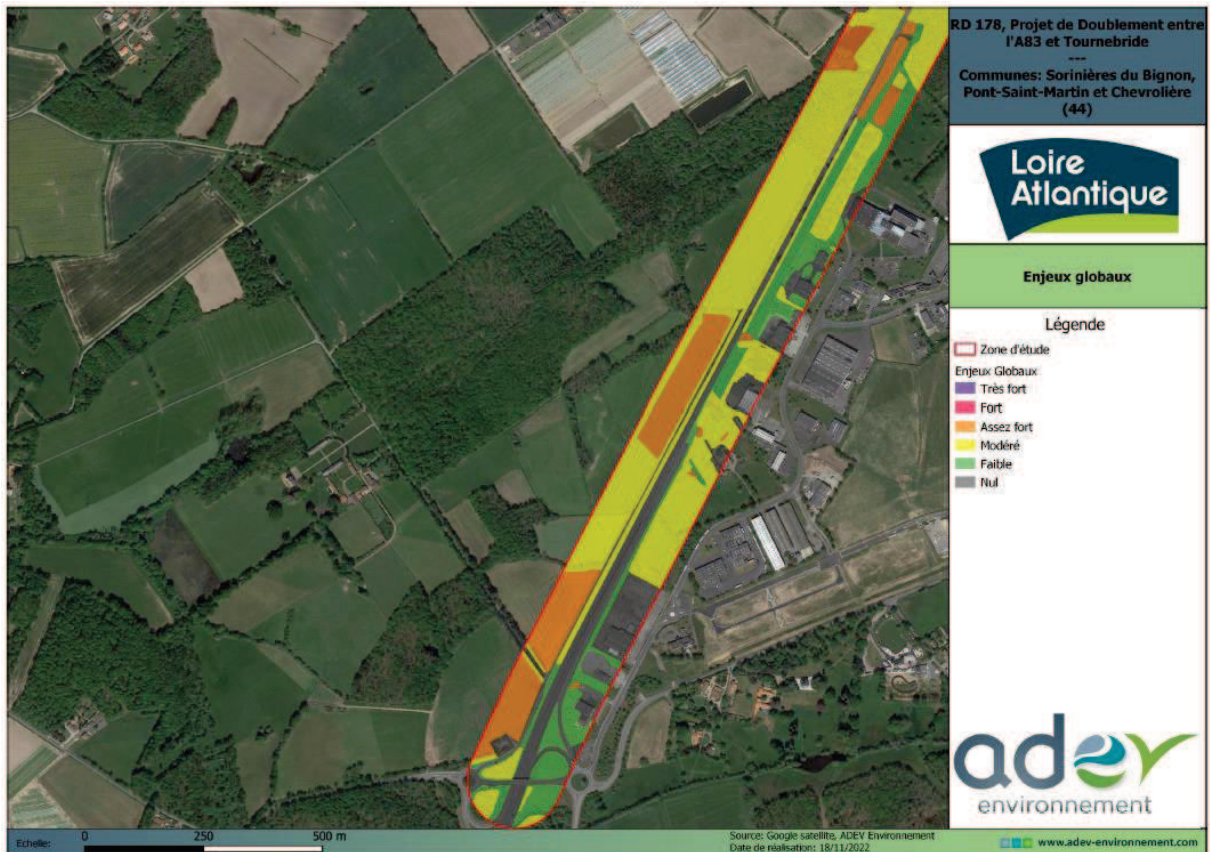 RD 178, Projet de Doublement entre
l'A83 et Tournebride
---
Communes: Sorinières du Bignon,
Pont-Saint-Martin et Chevrolière
(44)
Loire
Atlantique
Enjeux globaux
Légende
Zone d'étude
Enjeux Globaux
Très fort
Fort
Assez fort
Modéré
Faible
Nul
adev
environnement
Echelle:
0 250 500 m
Source: Google satellite, ADEV Environnement
Date de réalisation: 18/11/2022
www.adev-environnement.com